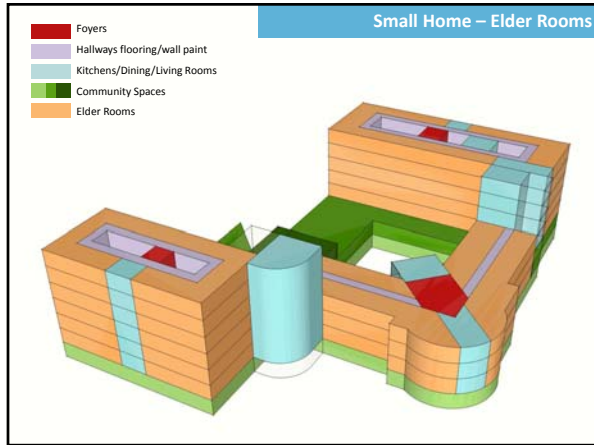 Small Home – Elder Rooms
Foyers
Hallways flooring/wall paint
Kitchens/Dining/Living Rooms
Community Spaces
Elder Rooms